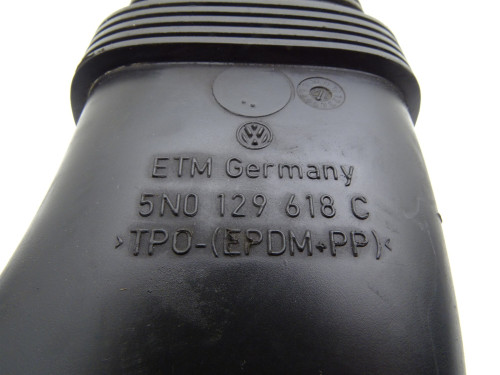 ETM Germany
5N0 129 618 C
>TPO-(EPDM+PP)<